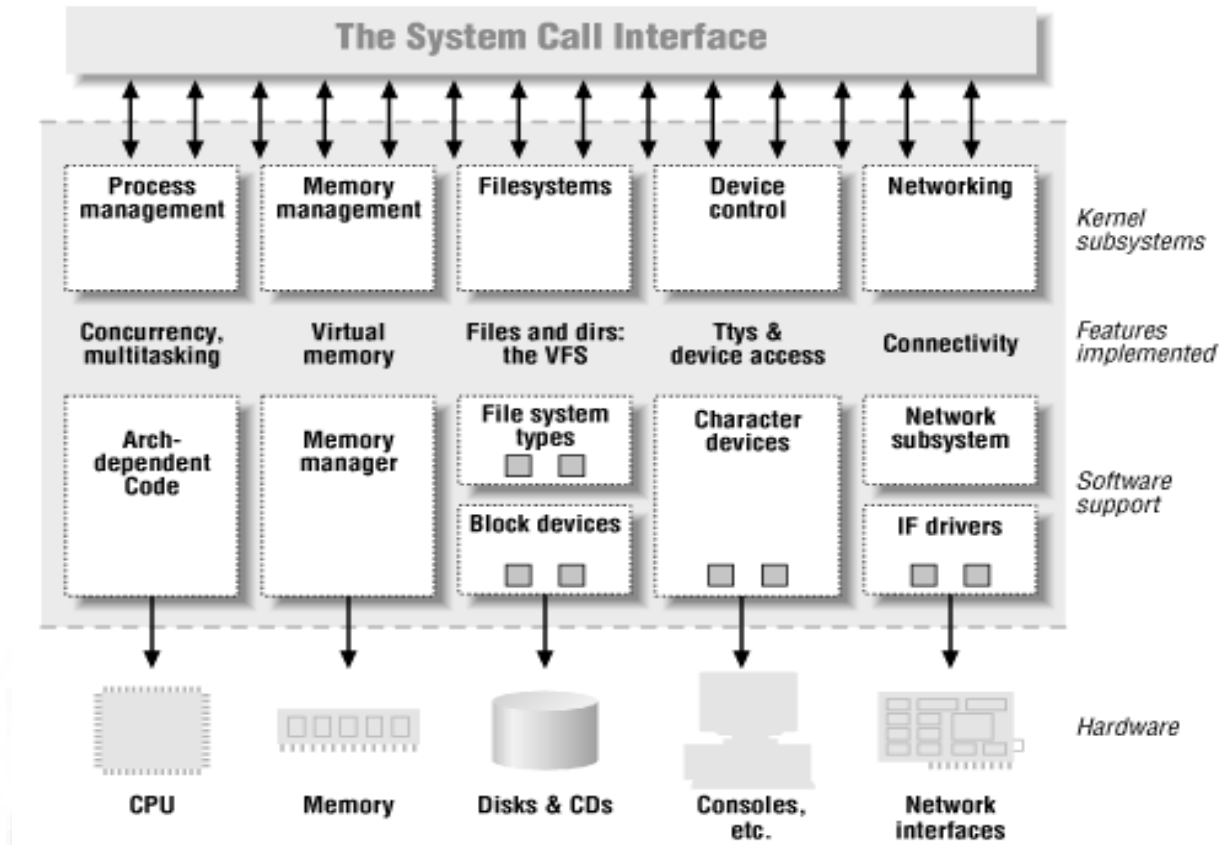 The System Call Interface
Process
management
Memory
management
Filesystems
Device
control
Networking
Kernel
subsystems
Concurrency,
multitasking
Virtual
memory
Files and dirs:
the VFS
Ttys &
device access
Connectivity
Features
implemented
Arch-
dependent
Code
Memory
manager
File system
types
Block devices
Character
devices
Network
subsystem
IF drivers
Software
support
Hardware
CPU
Memory
Disks & CDs
Consoles,
etc.
Network
interfaces